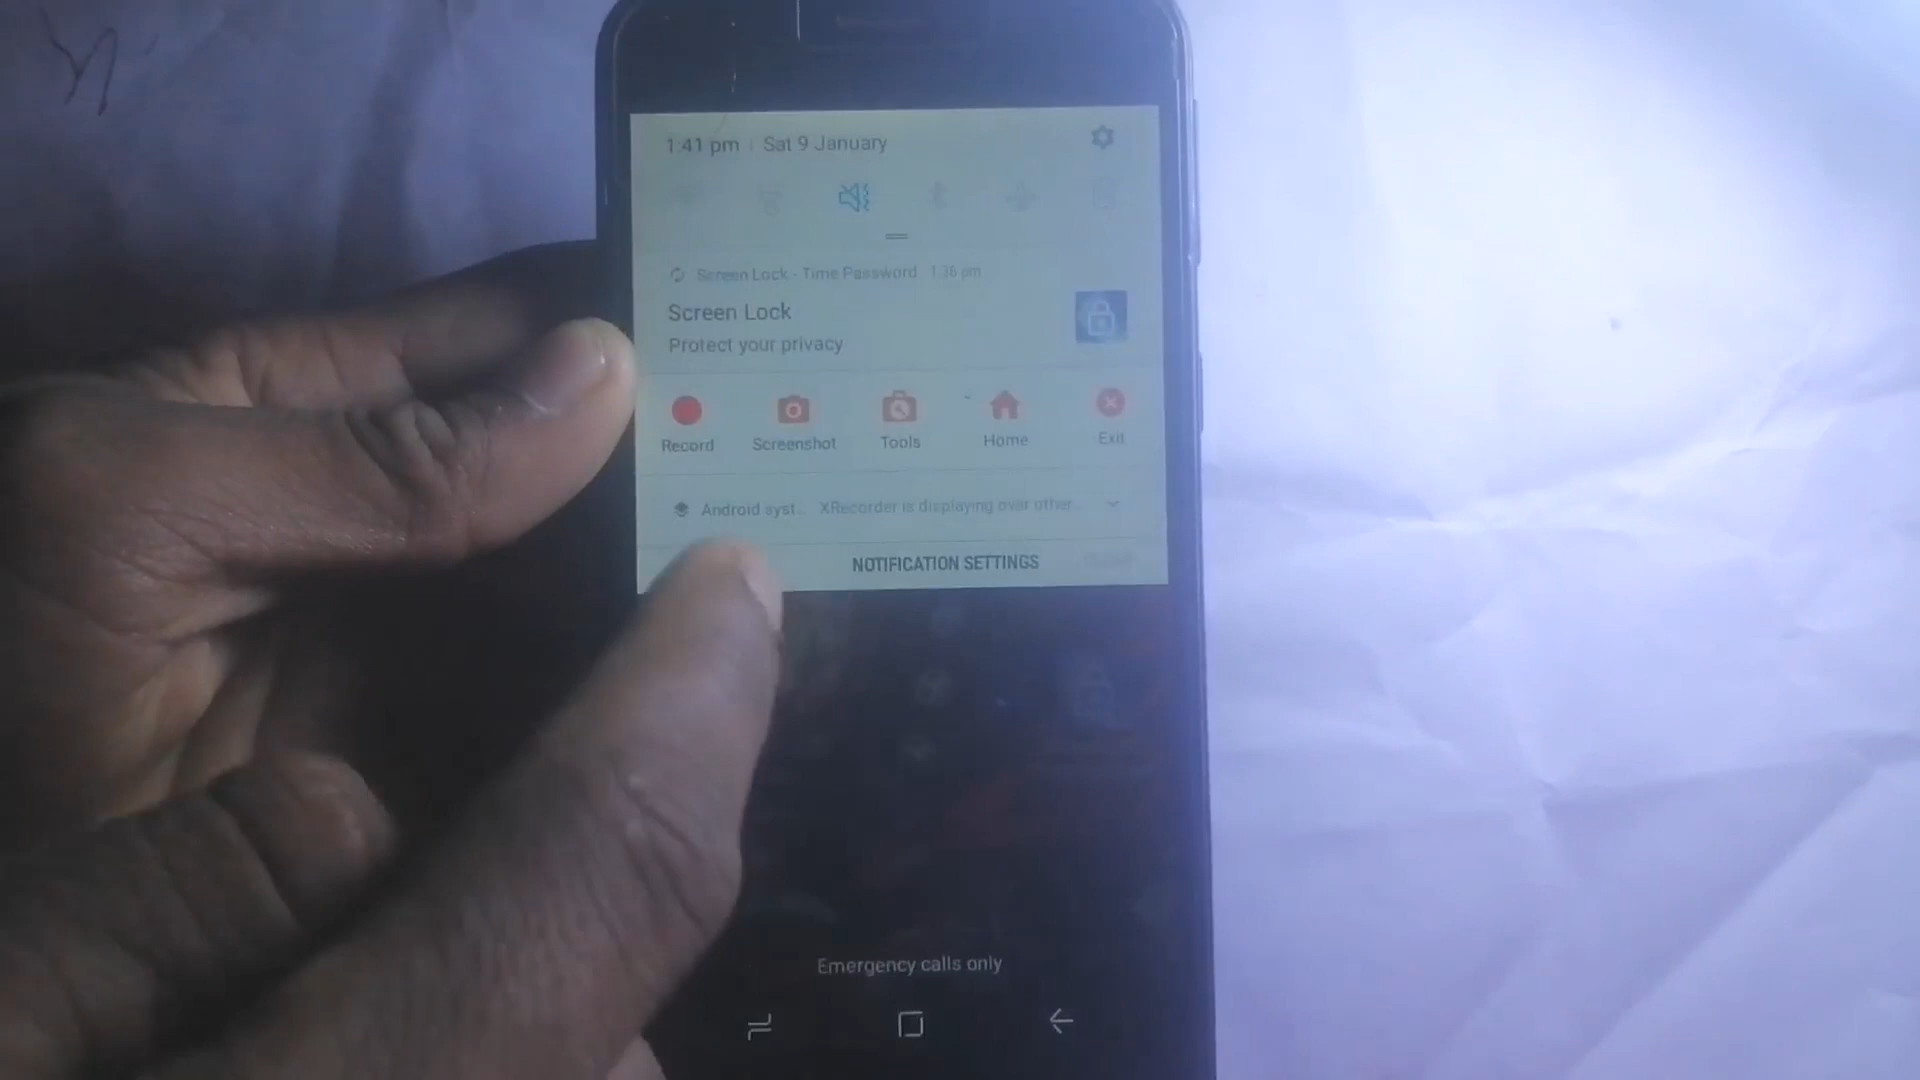 1:41 pm | Sat 9 January
Screen Lock - Time Password 1:36 pm
Screen Lock
Protect your privacy
Record Screenshot Tools Home Exit
Android syst... XRecorder is displaying over other...
NOTIFICATION SETTINGS
Emergency calls only